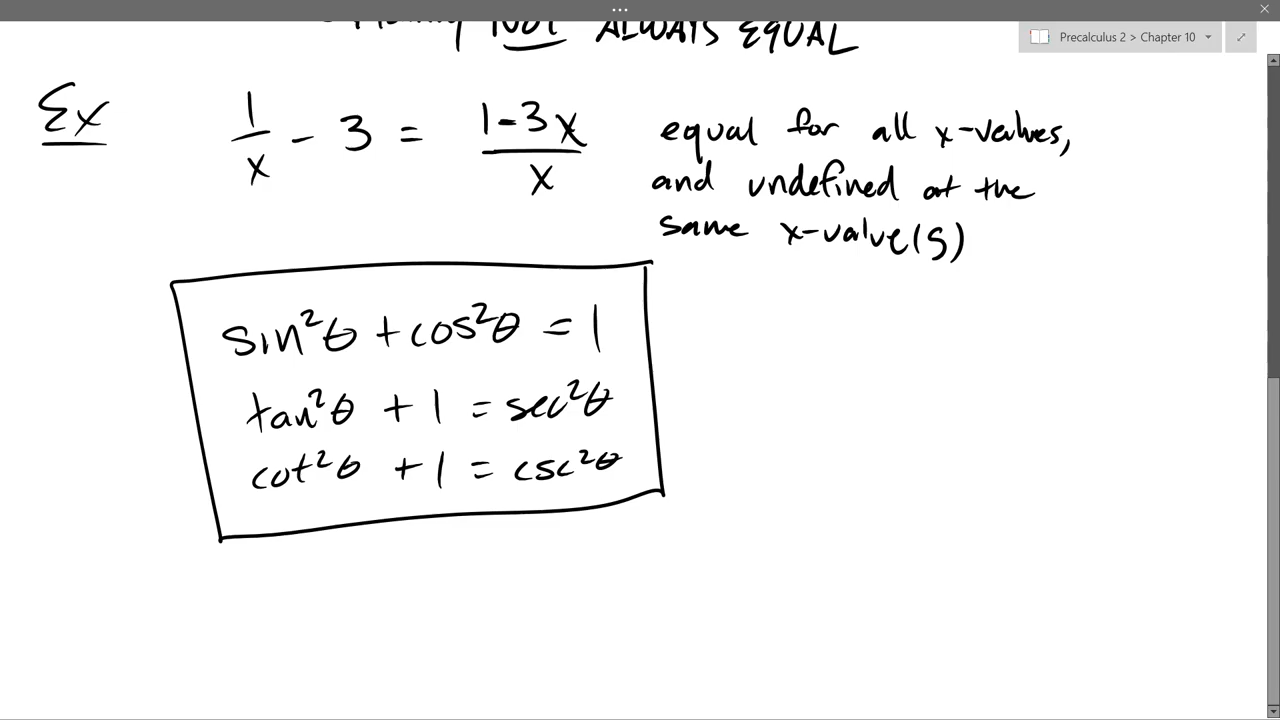 NOT ALWAYS EQUAL
Precalculus 2 > Chapter 10
Ex
1/x - 3 = (1-3x)/x
equal for all x-values,
and undefined at the
same x-value(s)
sin²θ + cos²θ = 1
tan²θ + 1 = sec²θ
cot²θ + 1 = csc²θ